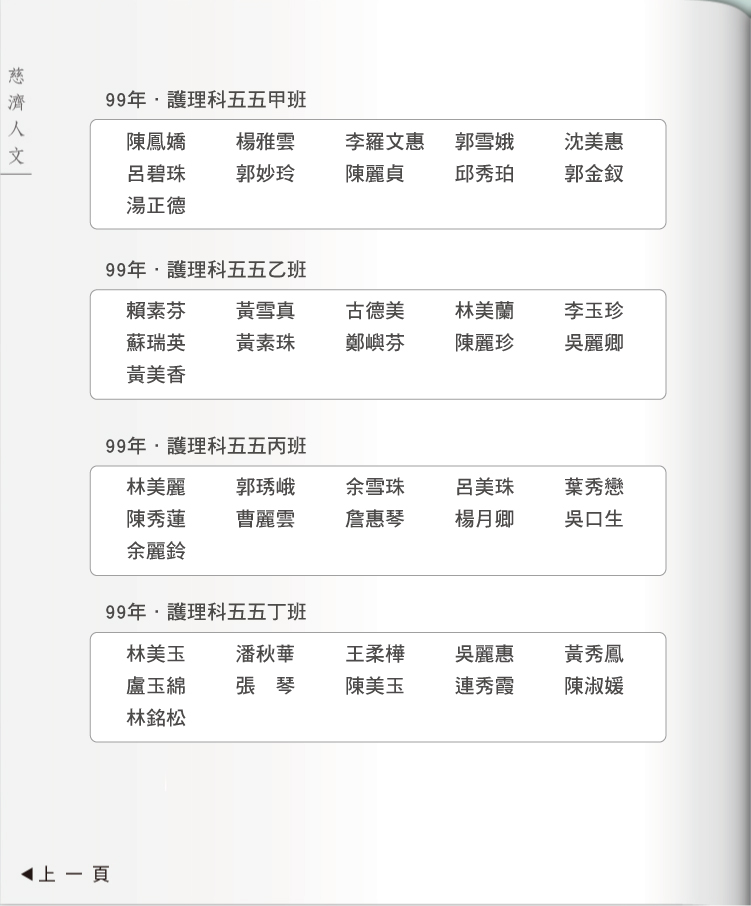 慈濟人文
99年·護理科五五甲班
陳鳳嬌 楊雅雲 李羅文惠 郭雪娥 沈美惠
呂碧珠 郭妙玲 陳麗貞 邱秀珀 郭金釵
湯正德
99年·護理科五五乙班
賴素芬 黃雪真 古德美 林美蘭 李玉珍
蘇瑞英 黃素珠 鄭嶼芬 陳麗珍 吳麗卿
黃美香
99年·護理科五五丙班
林美麗 郭琇峨 余雪珠 呂美珠 葉秀戀
陳秀蓮 曹麗雲 詹惠琴 楊月卿 吳口生
余麗鈴
99年·護理科五五丁班
林美玉 潘秋華 王柔樺 吳麗惠 黃秀鳳
盧玉綿 張　琴 陳美玉 連秀霞 陳淑媛
林銘松
◀上一頁